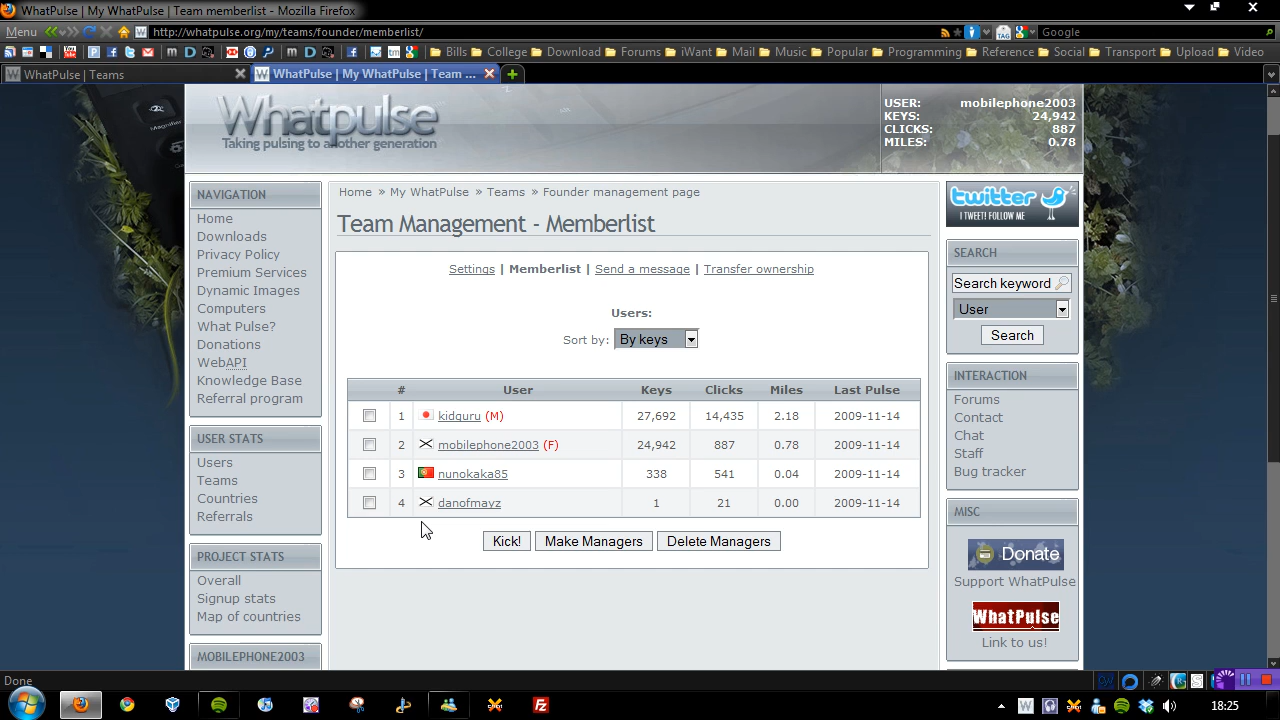 WhatPulse | My WhatPulse | Team memberlist - Mozilla Firefox
Menu
http://whatpulse.org/my/teams/founder/memberlist/
Google
Bills College Download Forums iWant Mail Music Popular Programming Reference Social Transport Upload Video
WhatPulse | Teams
WhatPulse | My WhatPulse | Team ...
Magnifier
Whatpulse
Taking pulsing to another generation
USER: mobilephone2003
KEYS: 24,942
CLICKS: 887
MILES: 0.78
NAVIGATION
Home
Downloads
Privacy Policy
Premium Services
Dynamic Images
Computers
What Pulse?
Donations
WebAPI
Knowledge Base
Referral program
USER STATS
Users
Teams
Countries
Referrals
PROJECT STATS
Overall
Signup stats
Map of countries
MOBILEPHONE2003
Home » My WhatPulse » Teams » Founder management page
Team Management - Memberlist
Settings | Memberlist | Send a message | Transfer ownership
Users:
Sort by: By keys
# User Keys Clicks Miles Last Pulse
1 kidguru (M) 27,692 14,435 2.18 2009-11-14
2 mobilephone2003 (F) 24,942 887 0.78 2009-11-14
3 nunokaka85 338 541 0.04 2009-11-14
4 danofmayz 1 21 0.00 2009-11-14
Kick! Make Managers Delete Managers
twitter
I TWEET! FOLLOW ME
SEARCH
Search keyword
User
Search
INTERACTION
Forums
Contact
Chat
Staff
Bug tracker
MISC
Donate
Support WhatPulse
WhatPulse
Link to us!
Done
18:25